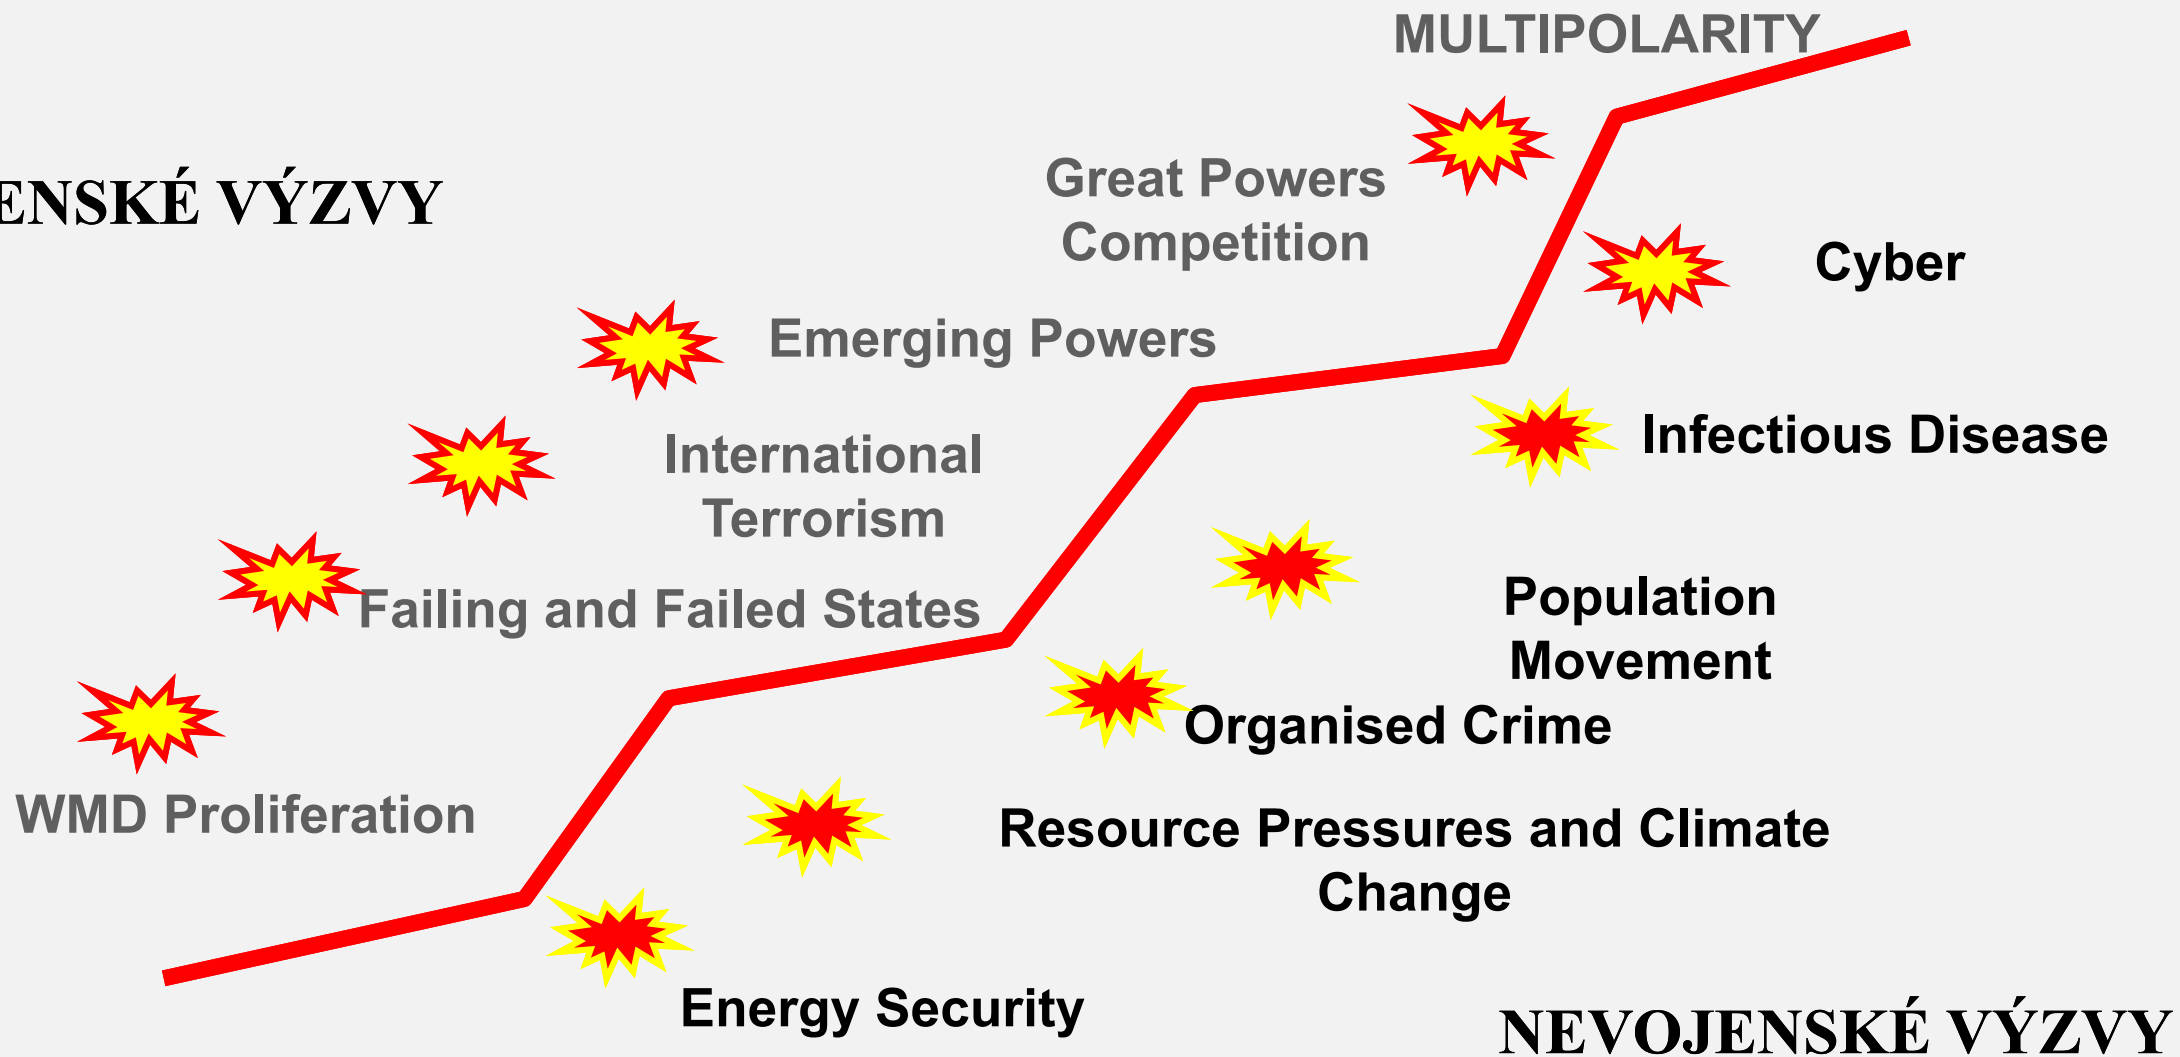 MULTIPOLARITY
ENSKÉ VÝZVY
Great Powers
Competition
Cyber
Emerging Powers
Infectious Disease
International
Terrorism
Failing and Failed States
Population
Movement
Organised Crime
WMD Proliferation
Resource Pressures and Climate
Change
Energy Security
NEVOJENSKÉ VÝZVY